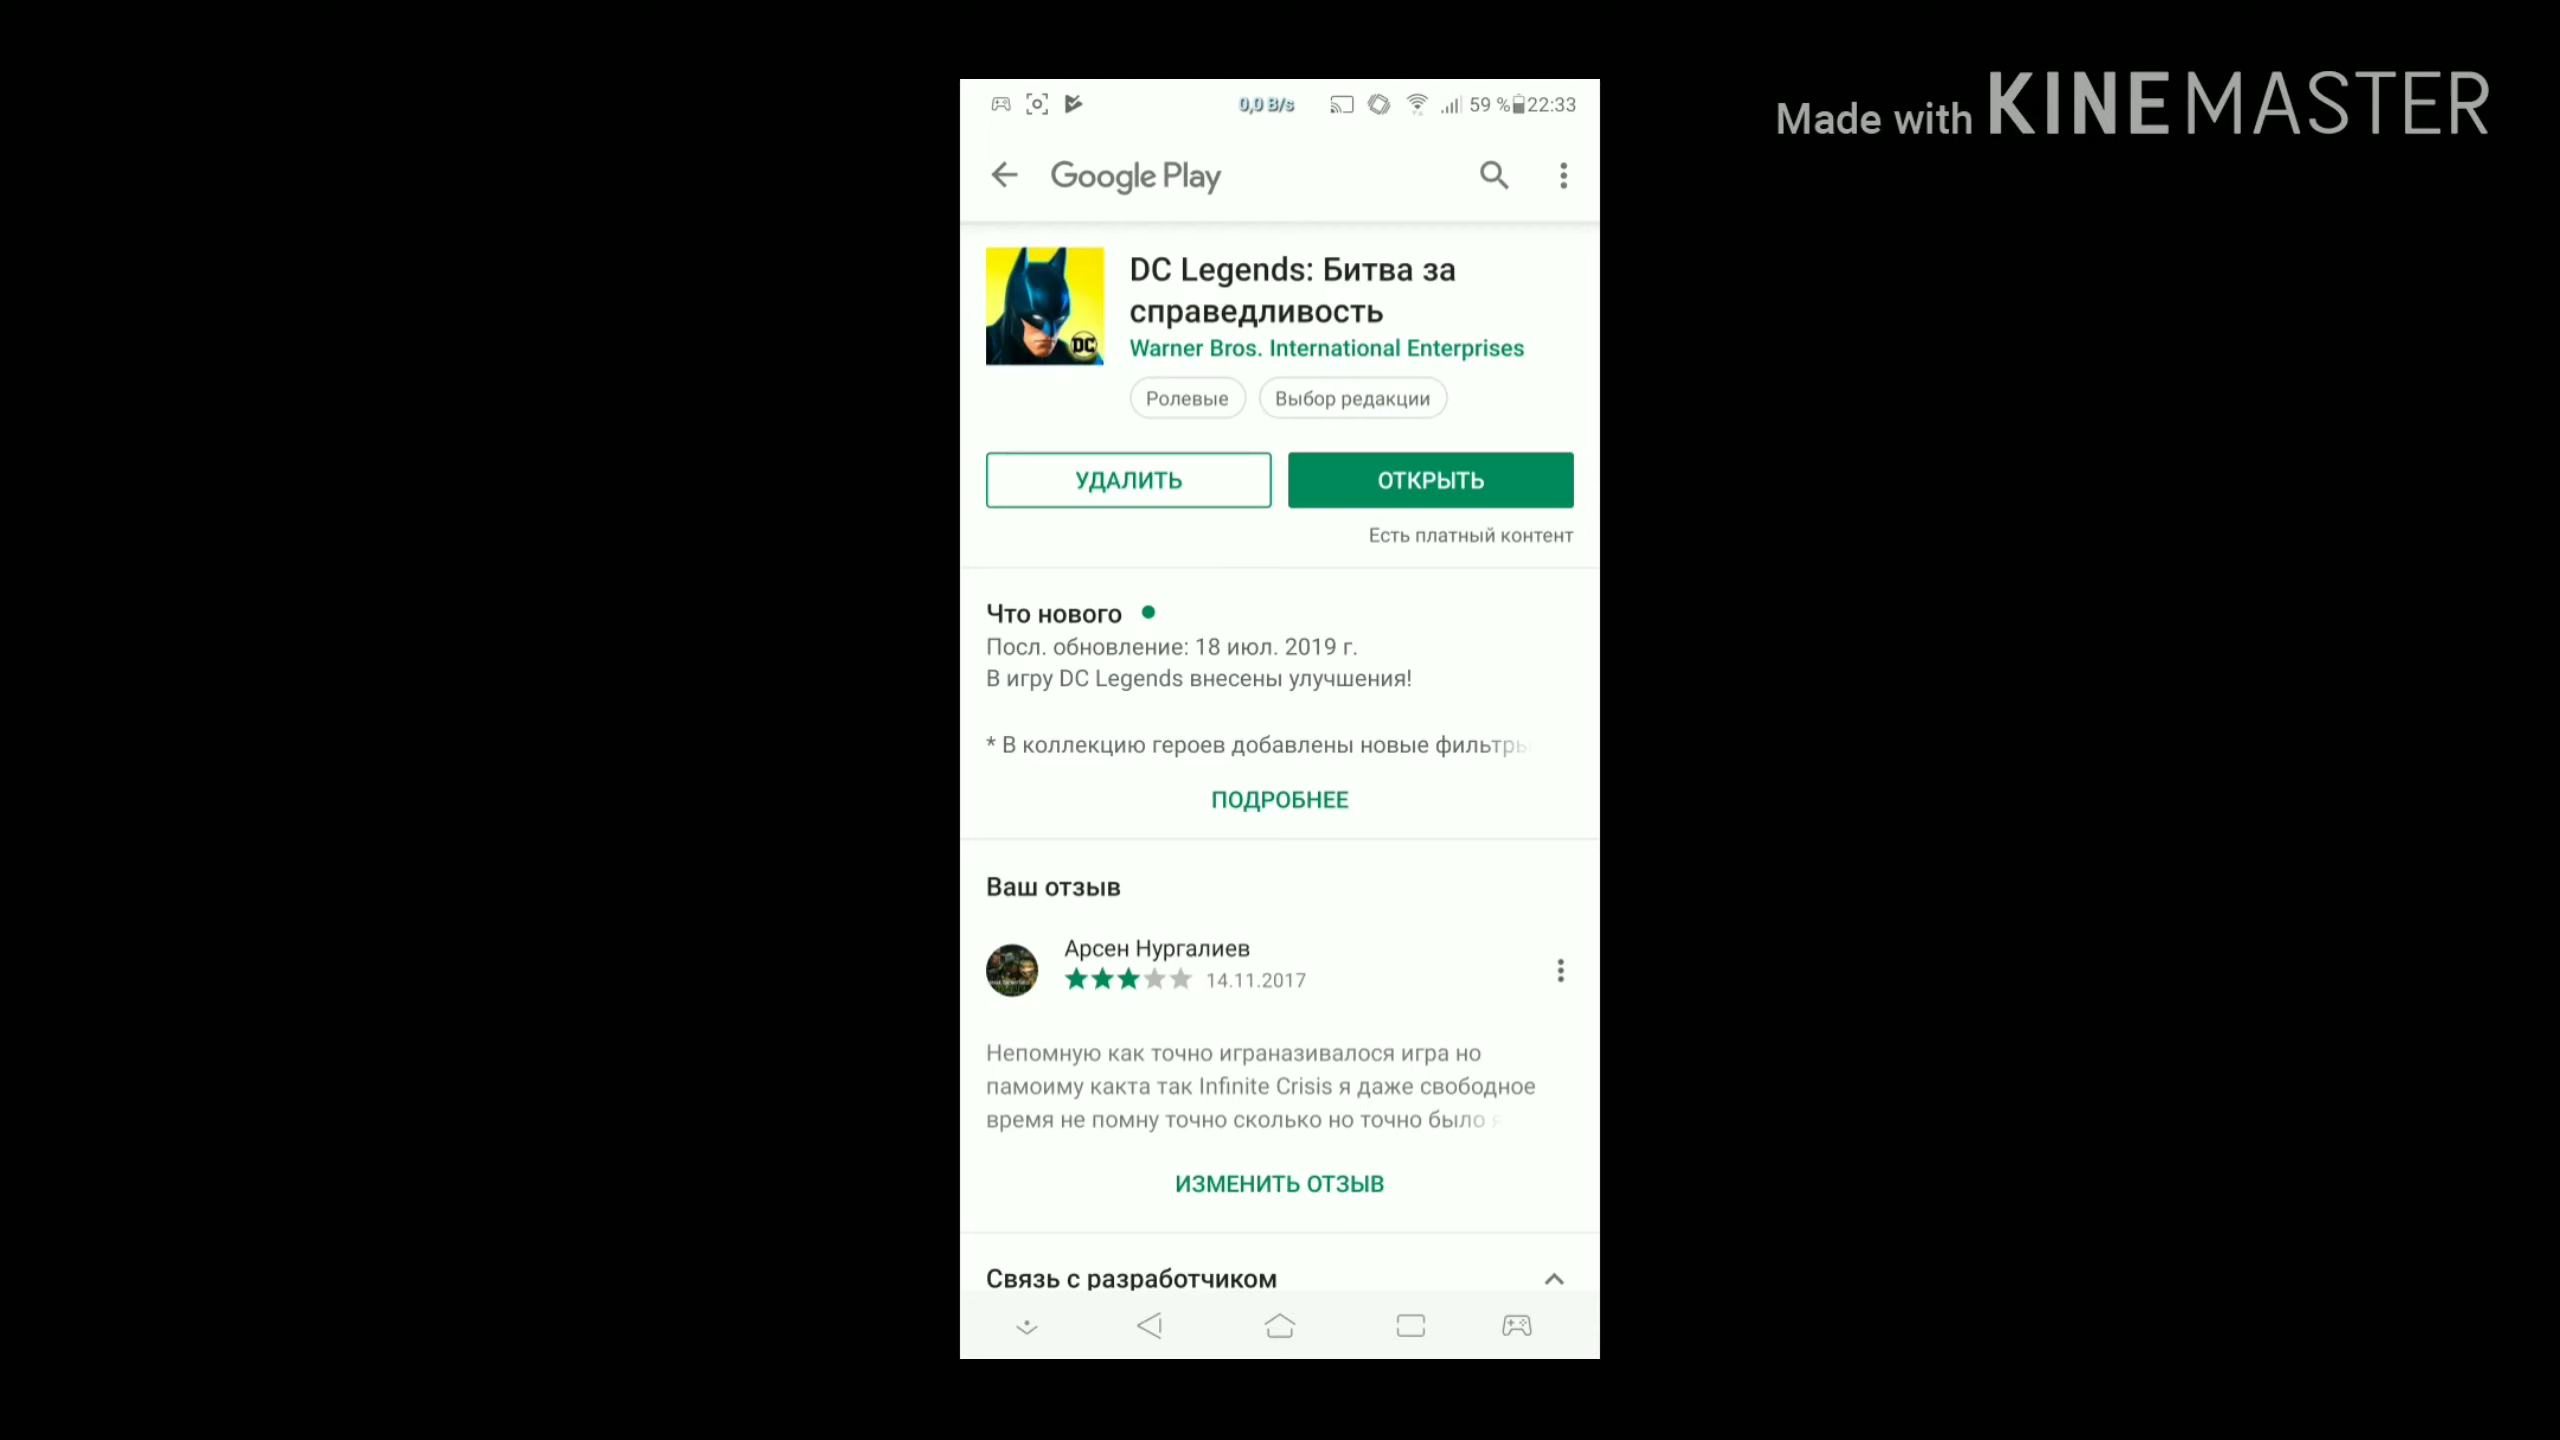 0,0 B/s 59 % 22:33
Made with KINEMASTER
Google Play
DC Legends: Битва за
справедливость
Warner Bros. International Enterprises
DC
Ролевые Выбор редакции
УДАЛИТЬ ОТКРЫТЬ
Есть платный контент
Что нового
Посл. обновление: 18 июл. 2019 г.
В игру DC Legends внесены улучшения!
* В коллекцию героев добавлены новые фильтры
ПОДРОБНЕЕ
Ваш отзыв
Арсен Нургалиев
14.11.2017
Непомную как точно играназивалося игра но
памоиму какта так Infinite Crisis я даже свободное
время не помну точно сколько но точно было я
ИЗМЕНИТЬ ОТЗЫВ
Связь с разработчиком